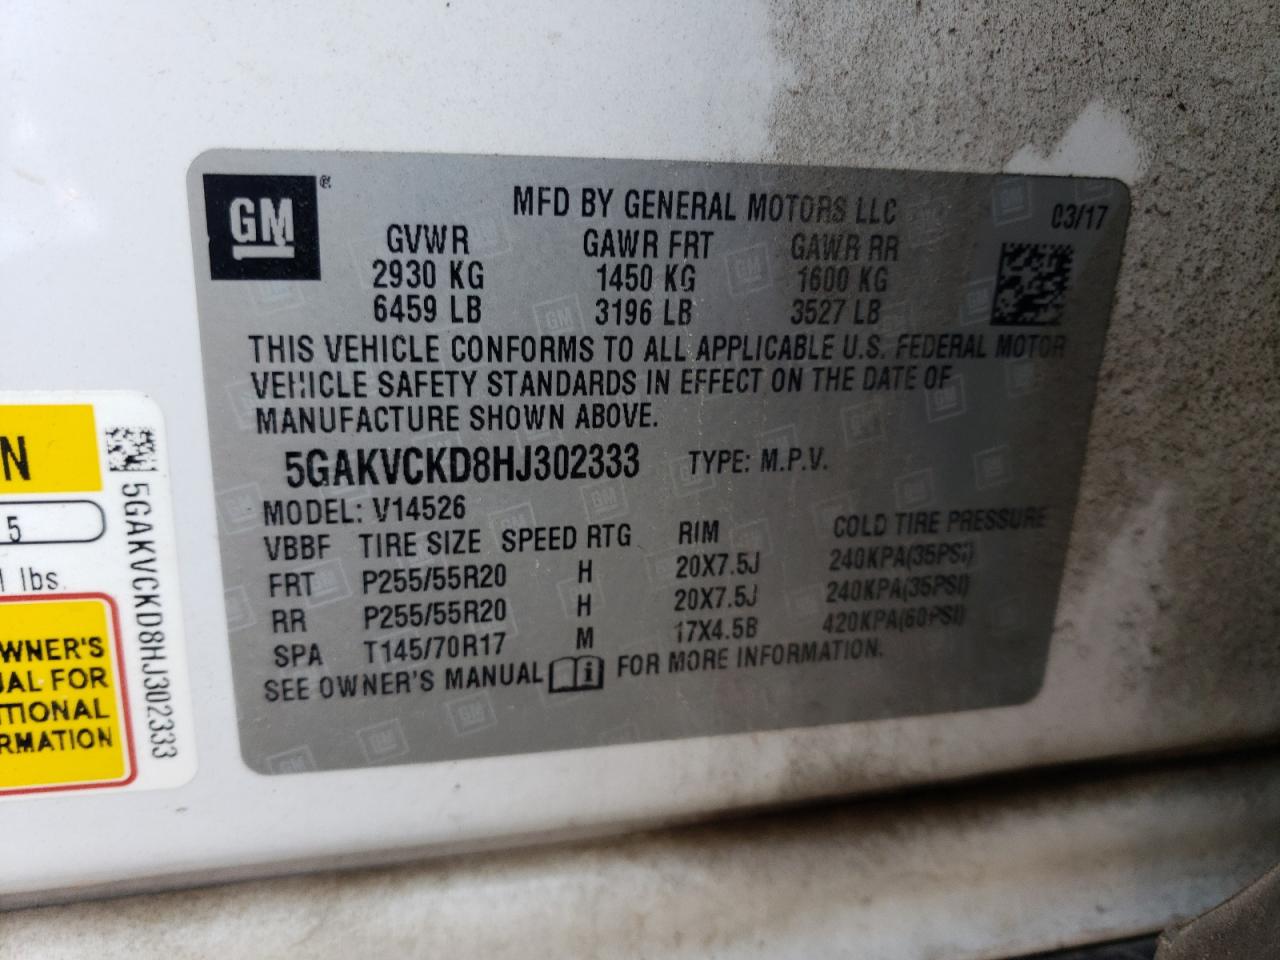 GM ®
MFD BY GENERAL MOTORS LLC 03/17
GVWR GAWR FRT GAWR RR
2930 KG 1450 KG 1600 KG
6459 LB 3196 LB 3527 LB
THIS VEHICLE CONFORMS TO ALL APPLICABLE U.S. FEDERAL MOTOR
VEHICLE SAFETY STANDARDS IN EFFECT ON THE DATE OF
MANUFACTURE SHOWN ABOVE.
5GAKVCKD8HJ302333 TYPE: M.P.V.
MODEL: V14526
VBBF TIRE SIZE SPEED RTG RIM COLD TIRE PRESSURE
FRT P255/55R20 H 20X7.5J 240KPA(35PSI)
RR P255/55R20 H 20X7.5J 240KPA(35PSI)
SPA T145/70R17 M 17X4.5B 420KPA(60PSI)
SEE OWNER'S MANUAL FOR MORE INFORMATION.
N
5
lbs.
WNER'S
UAL FOR
ITIONAL
RMATION
5GAKVCKD8HJ302333